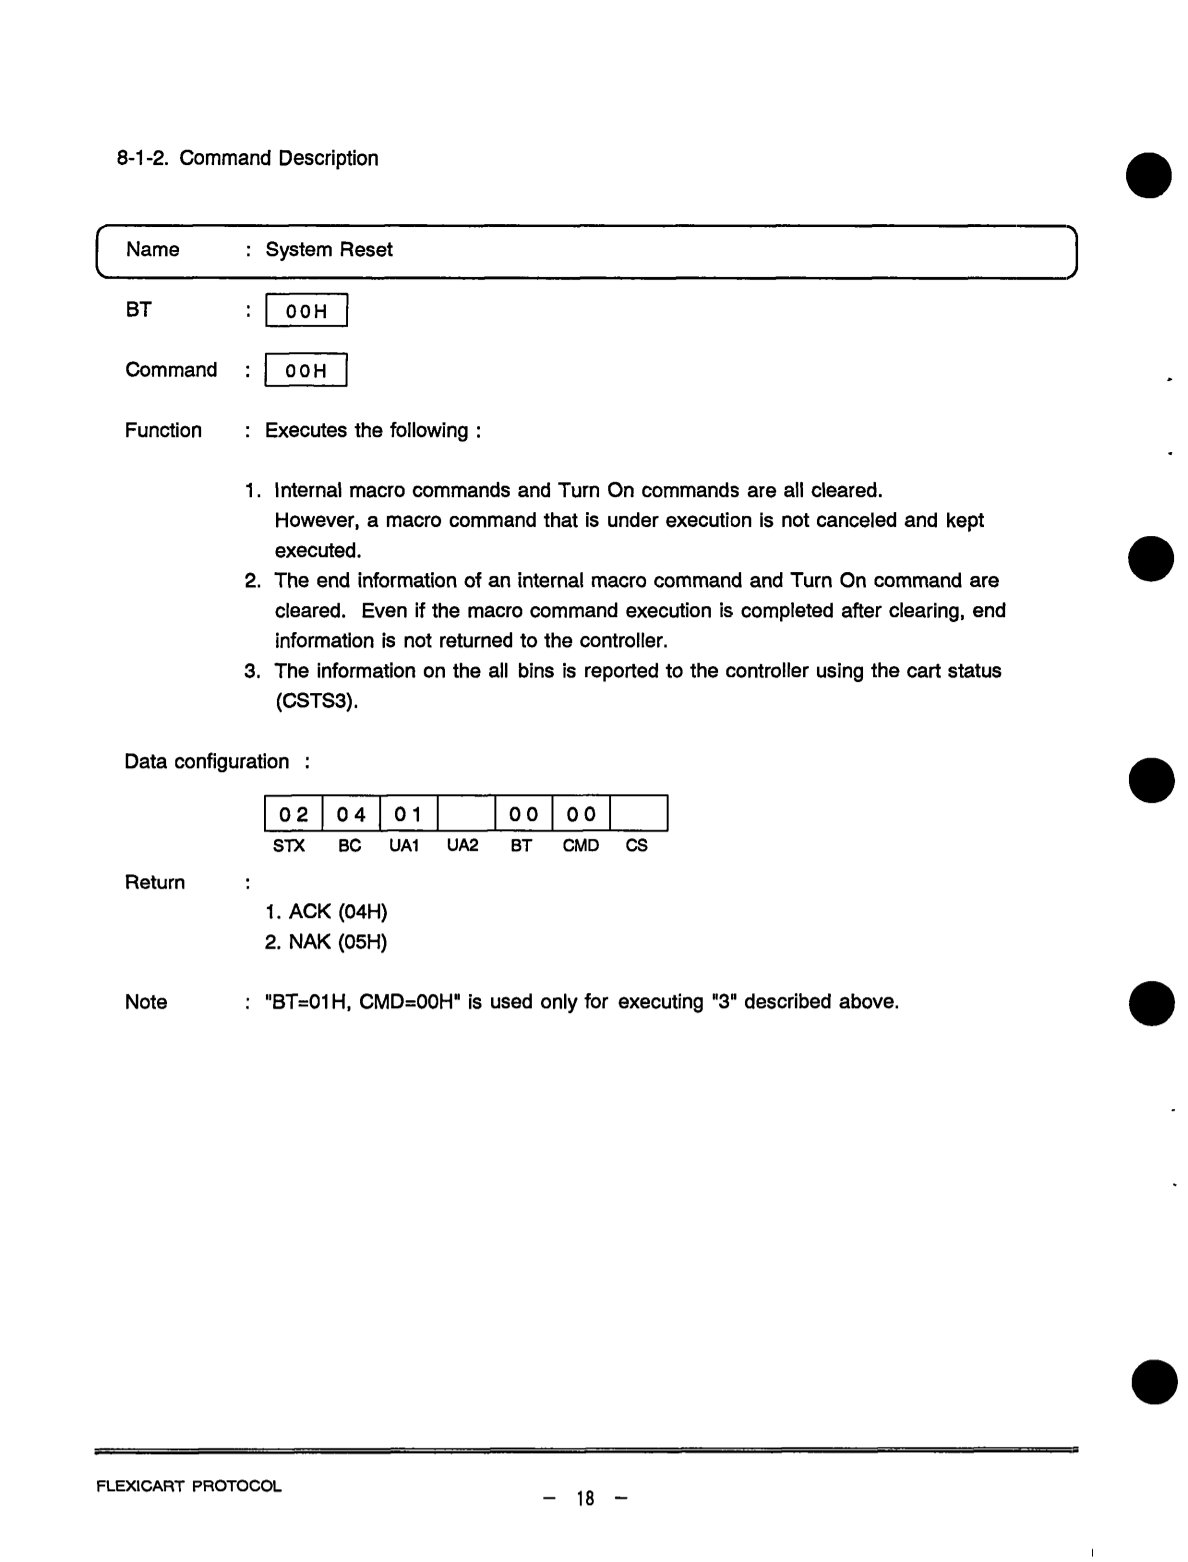 8-1-2. Command Description
Name : System Reset
BT : 00H
Command : 00H
Function : Executes the following :
1. Internal macro commands and Turn On commands are all cleared.
However, a macro command that is under execution is not canceled and kept
executed.
2. The end information of an internal macro command and Turn On command are
cleared. Even if the macro command execution is completed after clearing, end
information is not returned to the controller.
3. The information on the all bins is reported to the controller using the cart status
(CSTS3).
Data configuration :
02 04 01 00 00
STX BC UA1 UA2 BT CMD CS
Return :
1. ACK (04H)
2. NAK (05H)
Note : "BT=01H, CMD=00H" is used only for executing "3" described above.
FLEXICART PROTOCOL
– 18 –